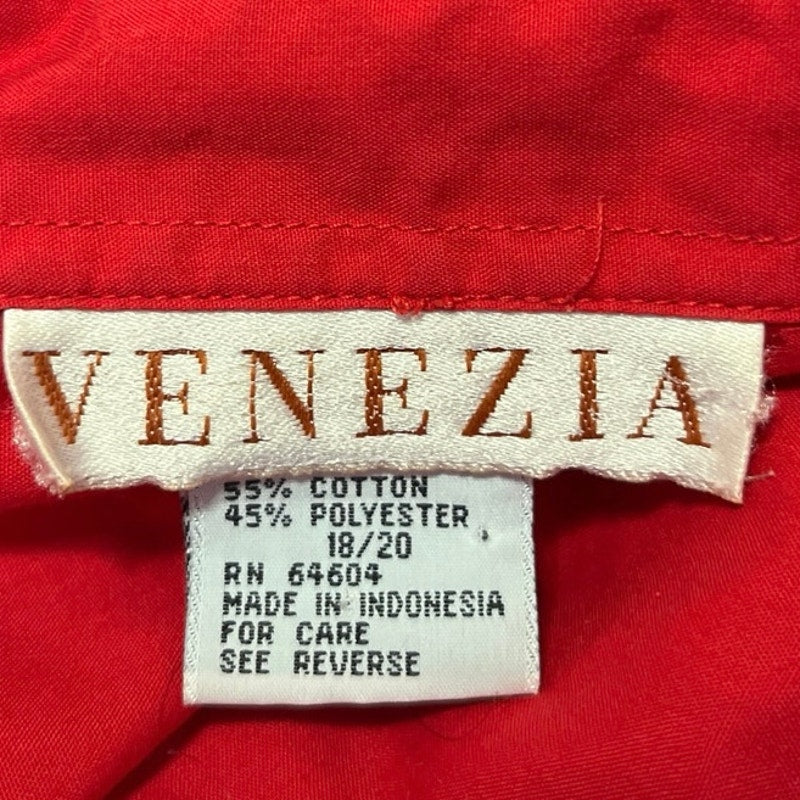 VENEZIA
55% COTTON
45% POLYESTER
18/20
RN 64604
MADE IN INDONESIA
FOR CARE
SEE REVERSE